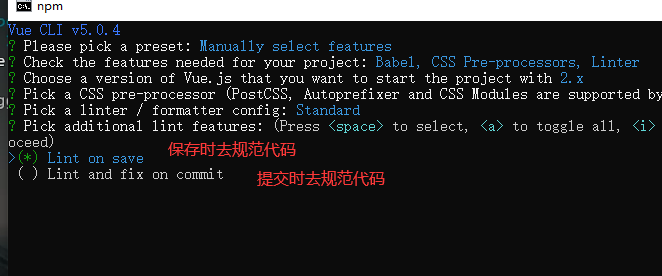 npm
Vue CLI v5.0.4
? Please pick a preset: Manually select features
? Check the features needed for your project: Babel, CSS Pre-processors, Linter
? Choose a version of Vue.js that you want to start the project with 2.x
? Pick a CSS pre-processor (PostCSS, Autoprefixer and CSS Modules are supported by
? Pick a linter / formatter config: Standard
? Pick additional lint features: (Press <space> to select, <a> to toggle all, <i>
oceed)
>(*) Lint on save
保存时去规范代码
( ) Lint and fix on commit
提交时去规范代码